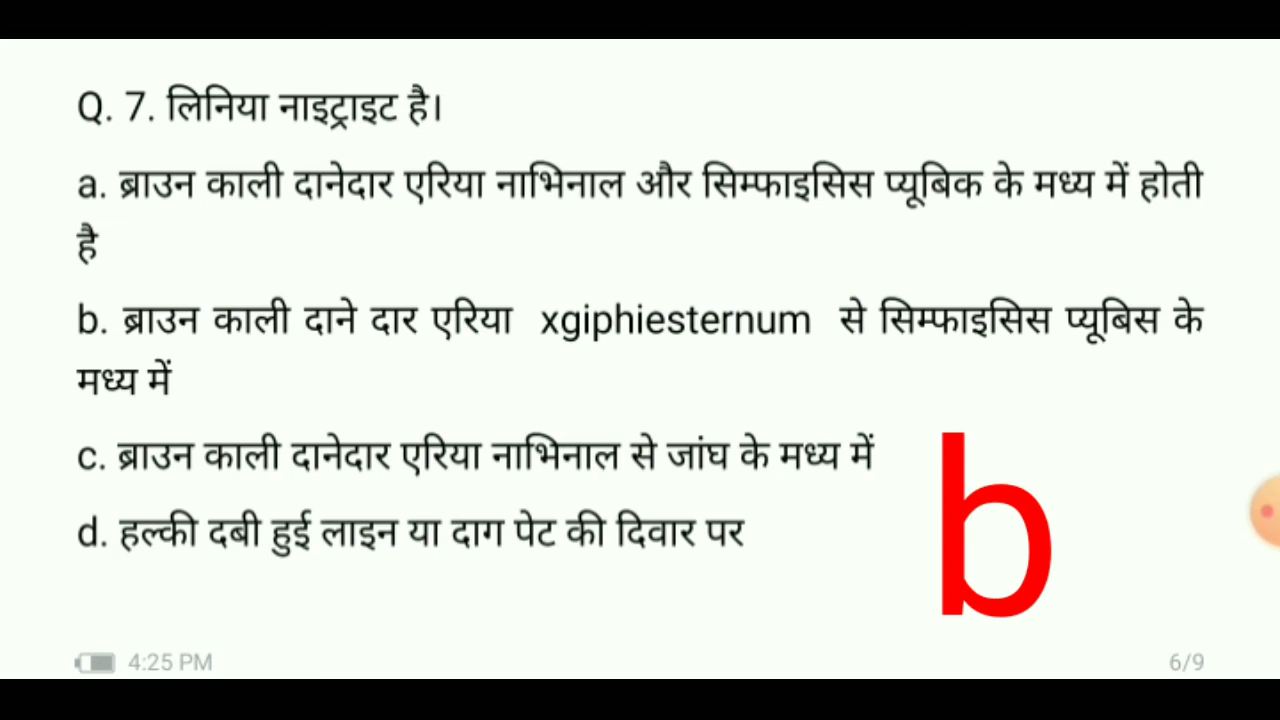 Q. 7. लिनिया नाइट्राइट है।
a. ब्राउन काली दानेदार एरिया नाभिनाल और सिम्फाइसिस प्यूबिक के मध्य में होती
है
b. ब्राउन काली दाने दार एरिया xgiphiesternum से सिम्फाइसिस प्यूबिस के
मध्य में
c. ब्राउन काली दानेदार एरिया नाभिनाल से जांघ के मध्य में
d. हल्की दबी हुई लाइन या दाग पेट की दिवार पर
b
4:25 PM
6/9